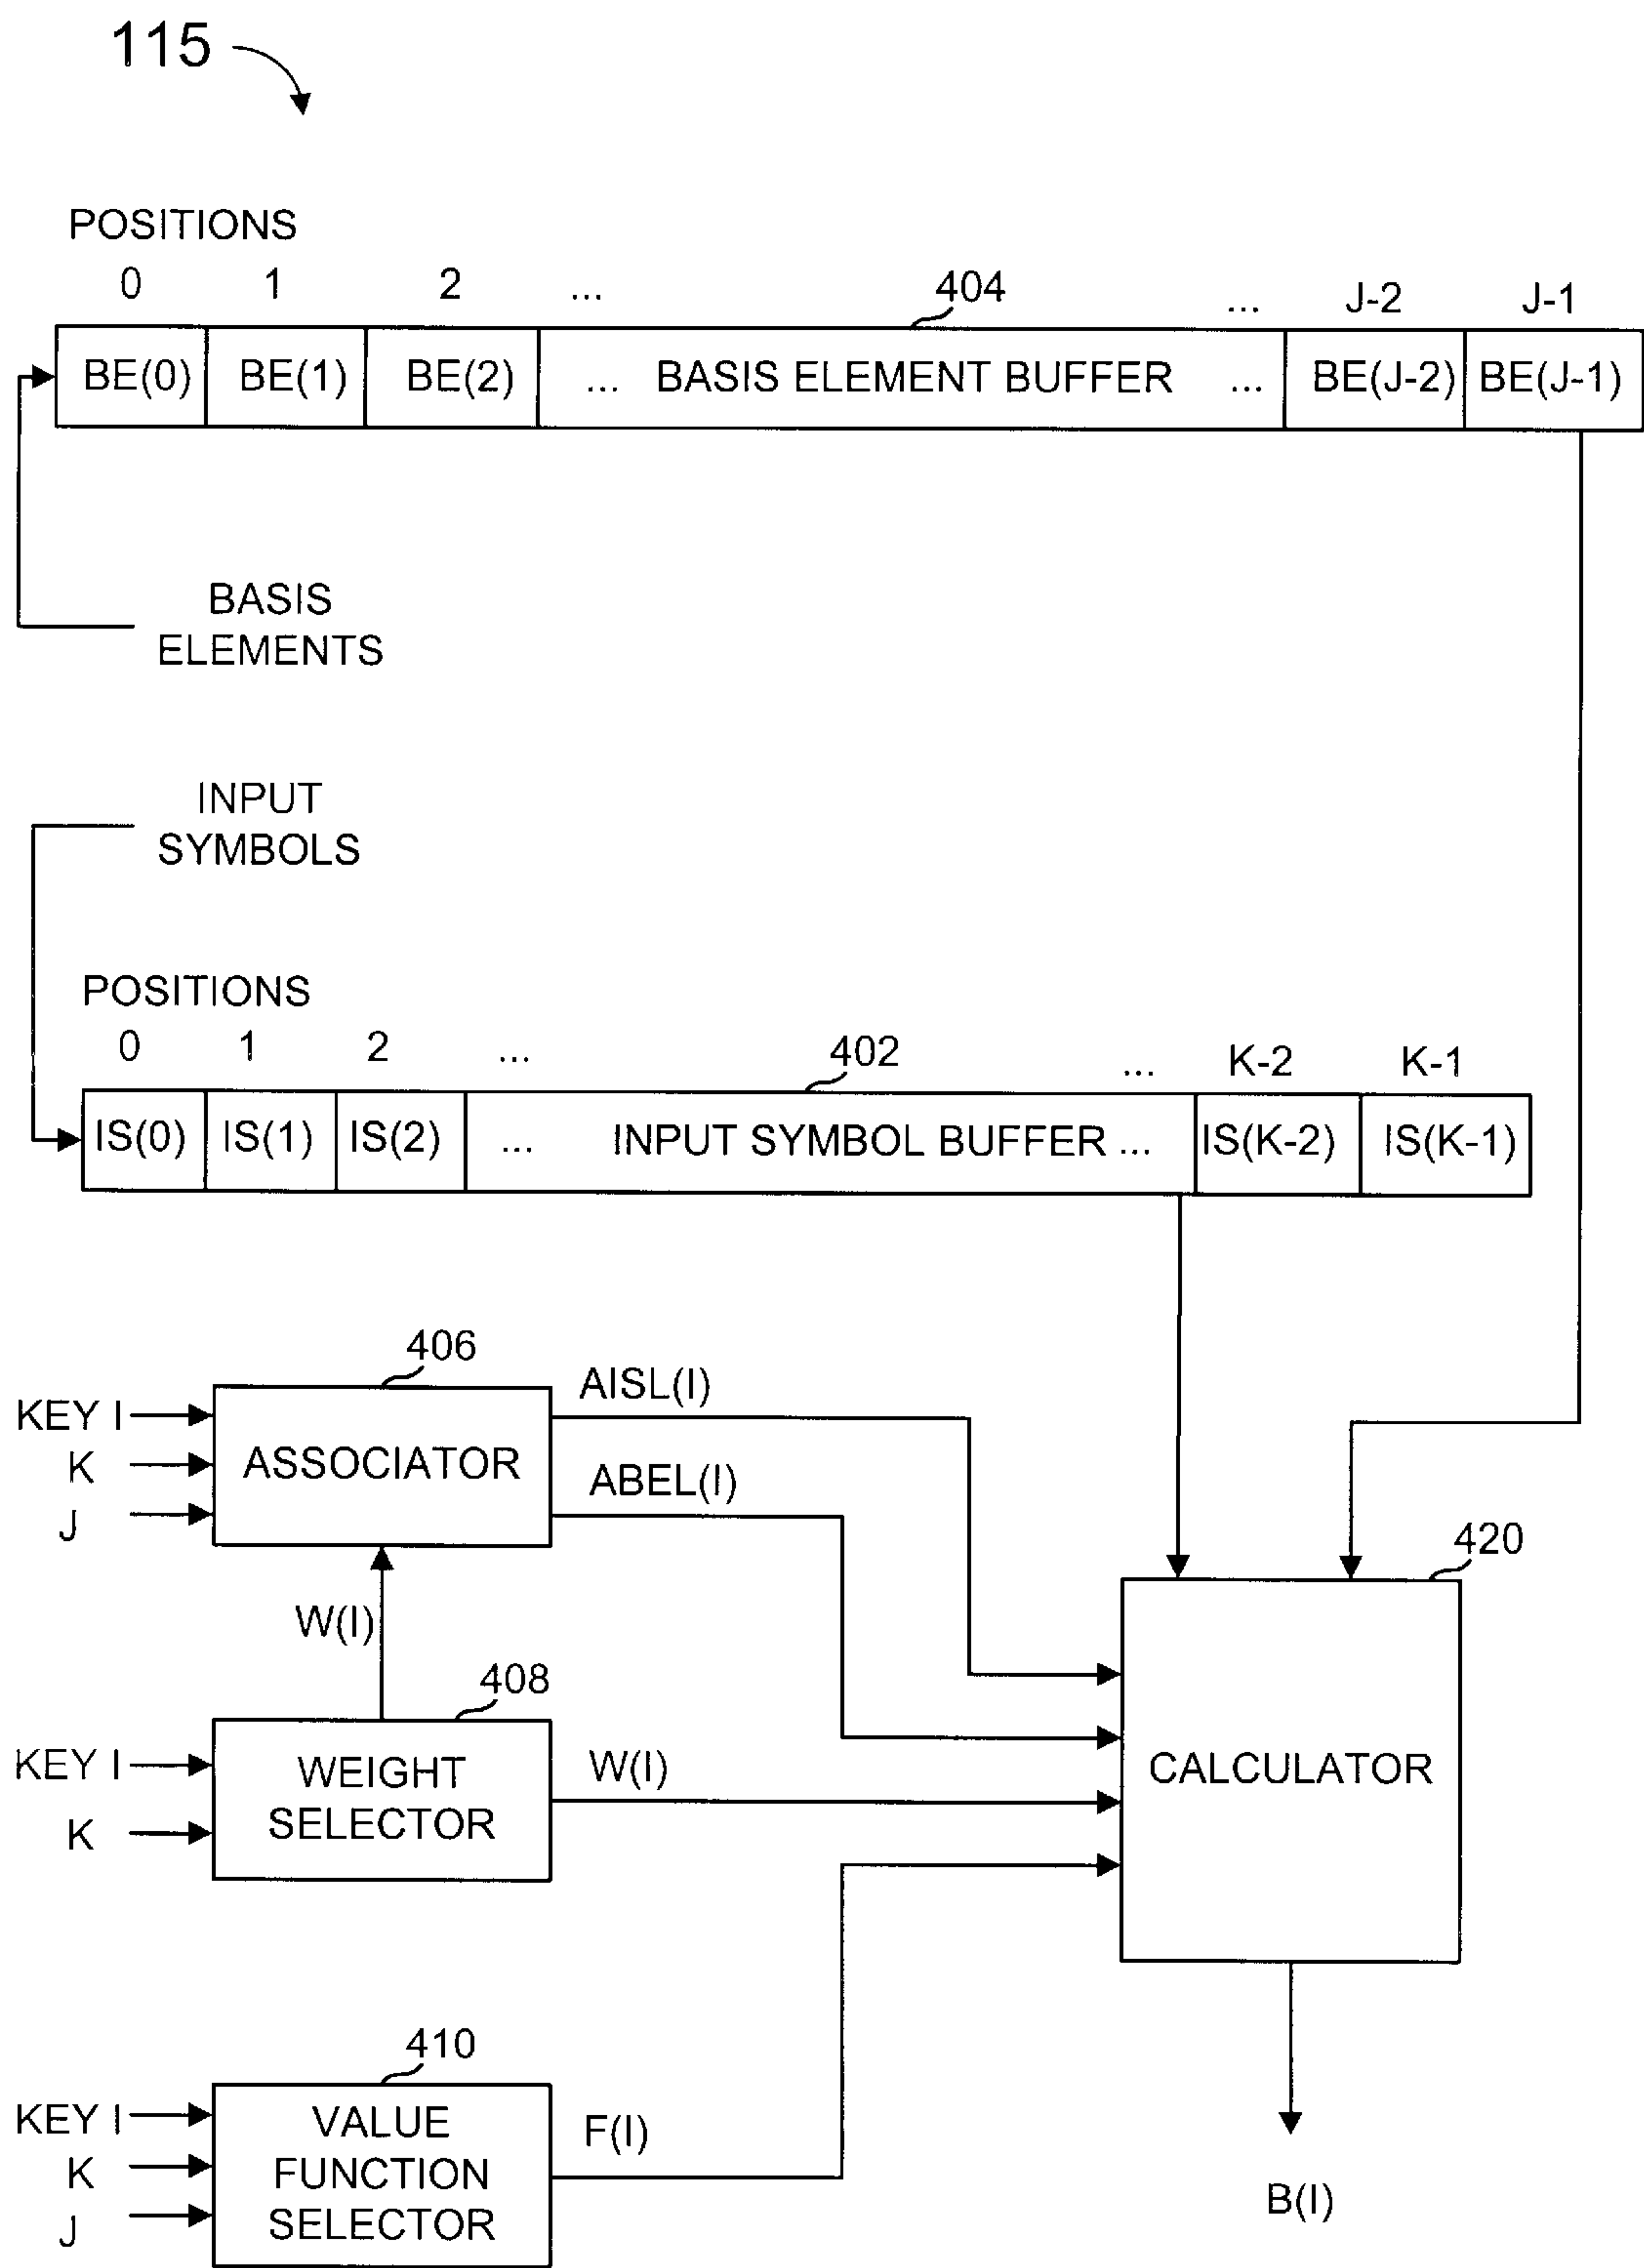 115
POSITIONS
0 1 2 ... 404 ... J-2 J-1
BE(0) BE(1) BE(2) ... BASIS ELEMENT BUFFER ... BE(J-2) BE(J-1)
BASIS
ELEMENTS
INPUT
SYMBOLS
POSITIONS
0 1 2 ... 402 ... K-2 K-1
IS(0) IS(1) IS(2) ... INPUT SYMBOL BUFFER ... IS(K-2) IS(K-1)
406
KEY I
K
J
ASSOCIATOR
AISL(I)
ABEL(I)
W(I)
408
KEY I
K
WEIGHT
SELECTOR
W(I)
420
CALCULATOR
410
KEY I
K
J
VALUE
FUNCTION
SELECTOR
F(I)
B(I)